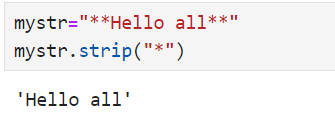 mystr="**Hello all**"
mystr.strip("*")
'Hello all'